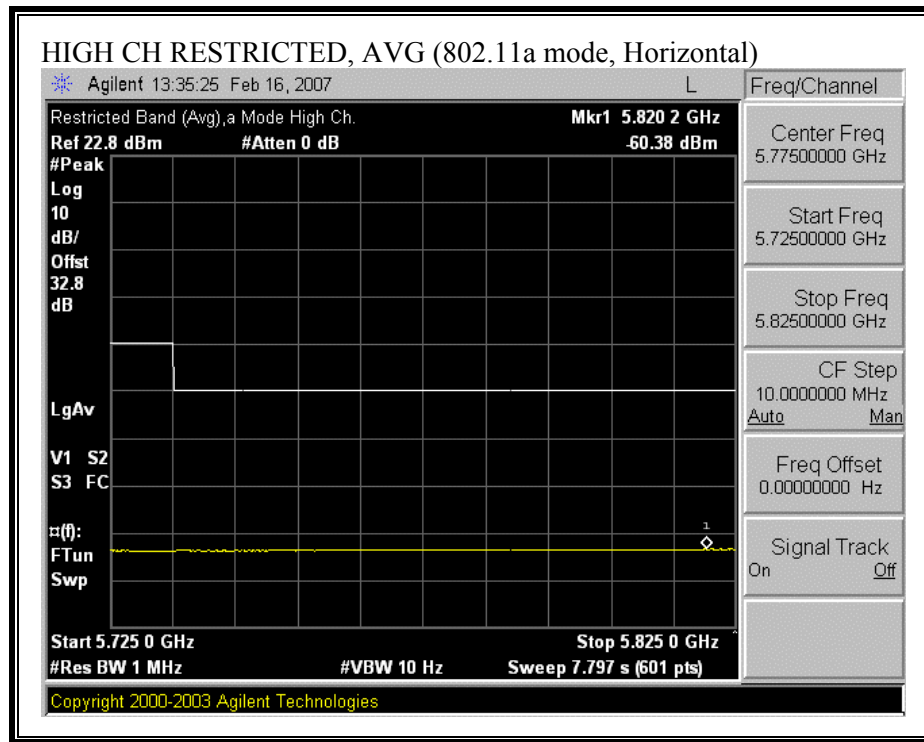 HIGH CH RESTRICTED, AVG (802.11a mode, Horizontal)
Agilent 13:35:25 Feb 16, 2007
L
Freq/Channel
Restricted Band (Avg),a Mode High Ch.
Mkr1 5.820 2 GHz
Ref 22.8 dBm
#Atten 0 dB
-60.38 dBm
#Peak
Log
10
dB/
Offst
32.8
dB
LgAv
V1 S2
S3 FC
¤(f):
FTun
Swp
1
Start 5.725 0 GHz
Stop 5.825 0 GHz ^
#Res BW 1 MHz
#VBW 10 Hz
Sweep 7.797 s (601 pts)
Copyright 2000-2003 Agilent Technologies
Center Freq
5.77500000 GHz
Start Freq
5.72500000 GHz
Stop Freq
5.82500000 GHz
CF Step
10.0000000 MHz
Auto Man
Freq Offset
0.00000000 Hz
Signal Track
On Off